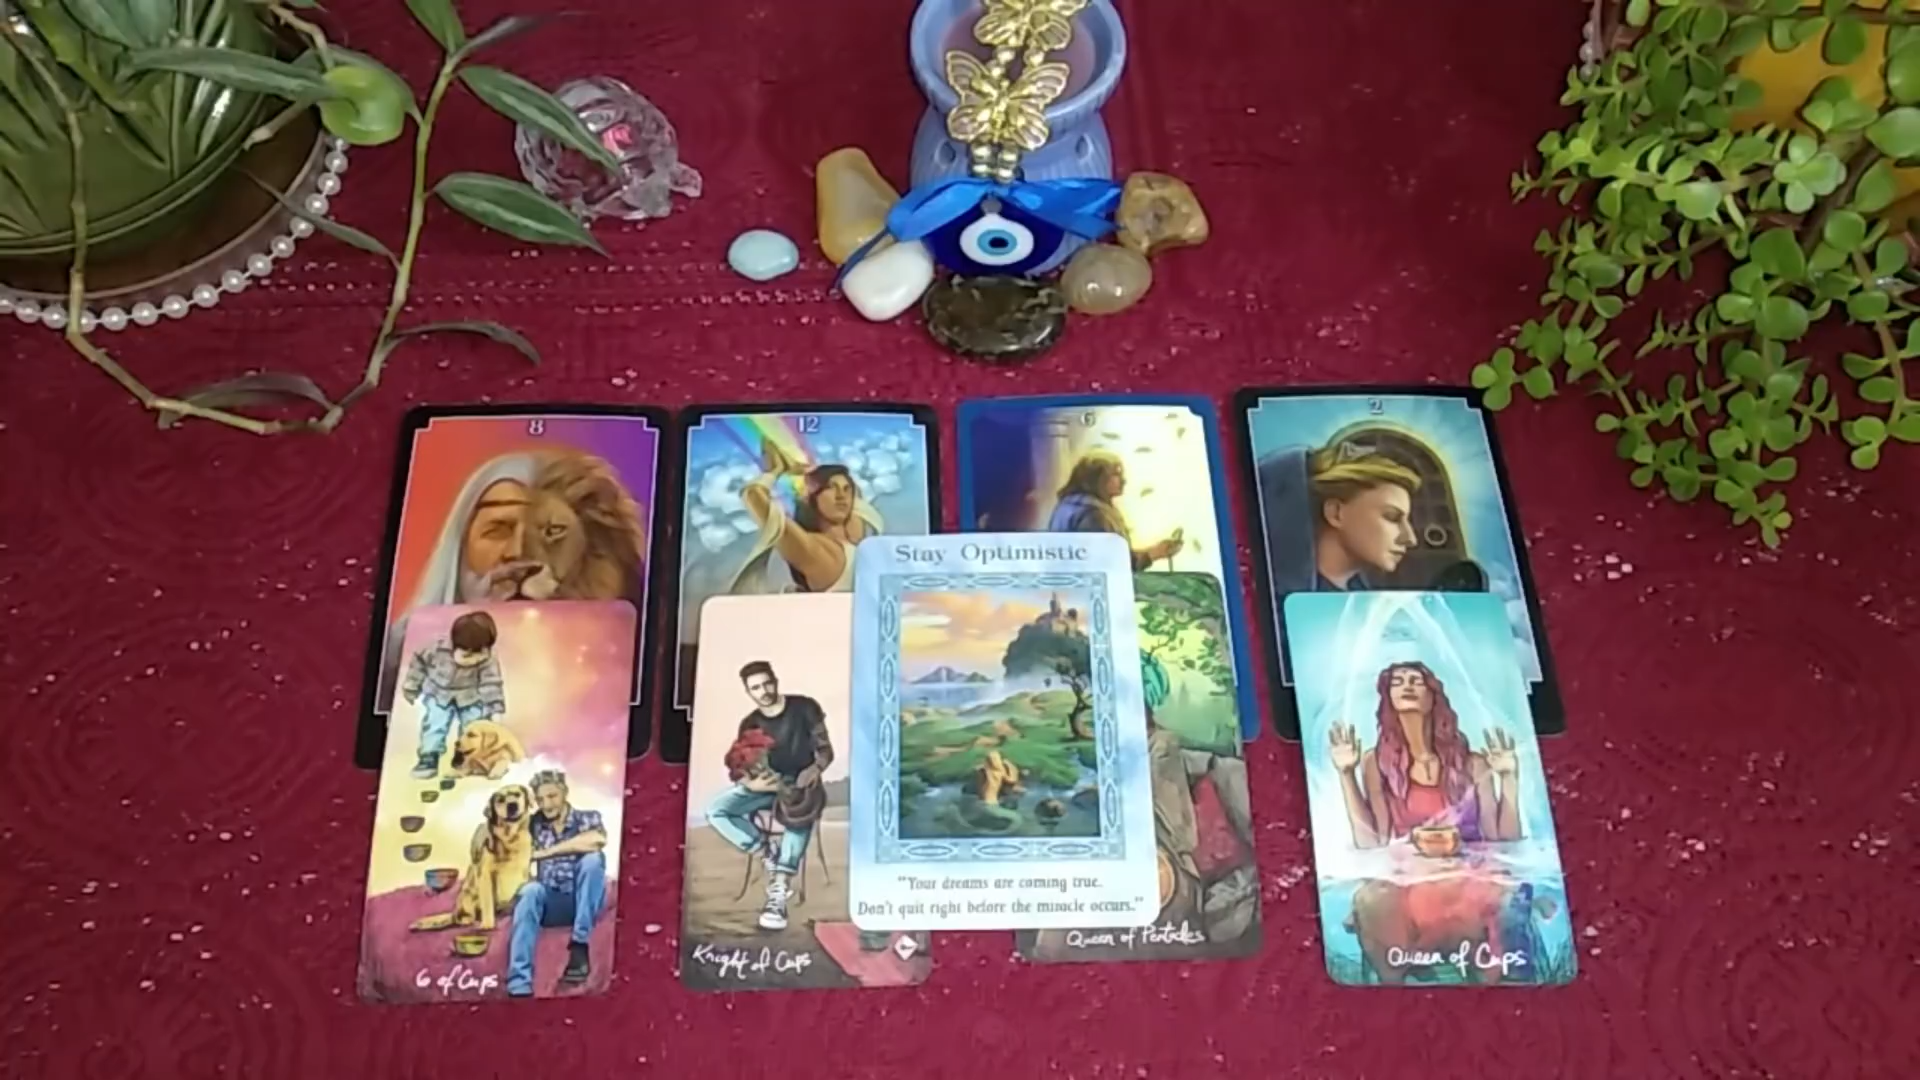 8
12
6
2
Stay Optimistic
"Your dreams are coming true.
Don't quit right before the miracle occurs."
6 of Cups
Knight of Cups
Queen of Pentacles
Queen of Cups